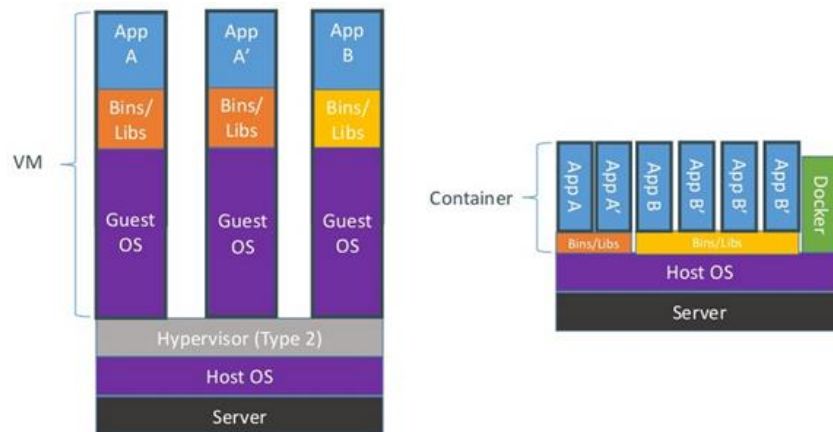 VM
App
A
Bins/
Libs
Guest
OS
App
A’
Bins/
Libs
Guest
OS
App
B
Bins/
Libs
Guest
OS
Hypervisor (Type 2)
Host OS
Server
Container
App A
App A’
App B
App B’
App B’
App B’
Docker
Bins/Libs
Bins/Libs
Host OS
Server